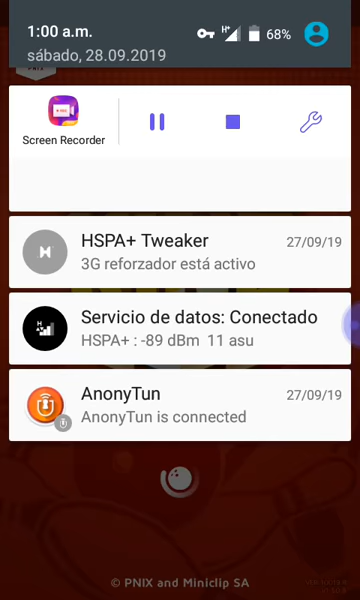 1:00 a.m.
H+
68%
sábado, 28.09.2019
Screen Recorder
HSPA+ Tweaker
27/09/19
3G reforzador está activo
Servicio de datos: Conectado
H
HSPA+ : -89 dBm 11 asu
AnonyTun
27/09/19
AnonyTun is connected
© PNIX and Miniclip SA